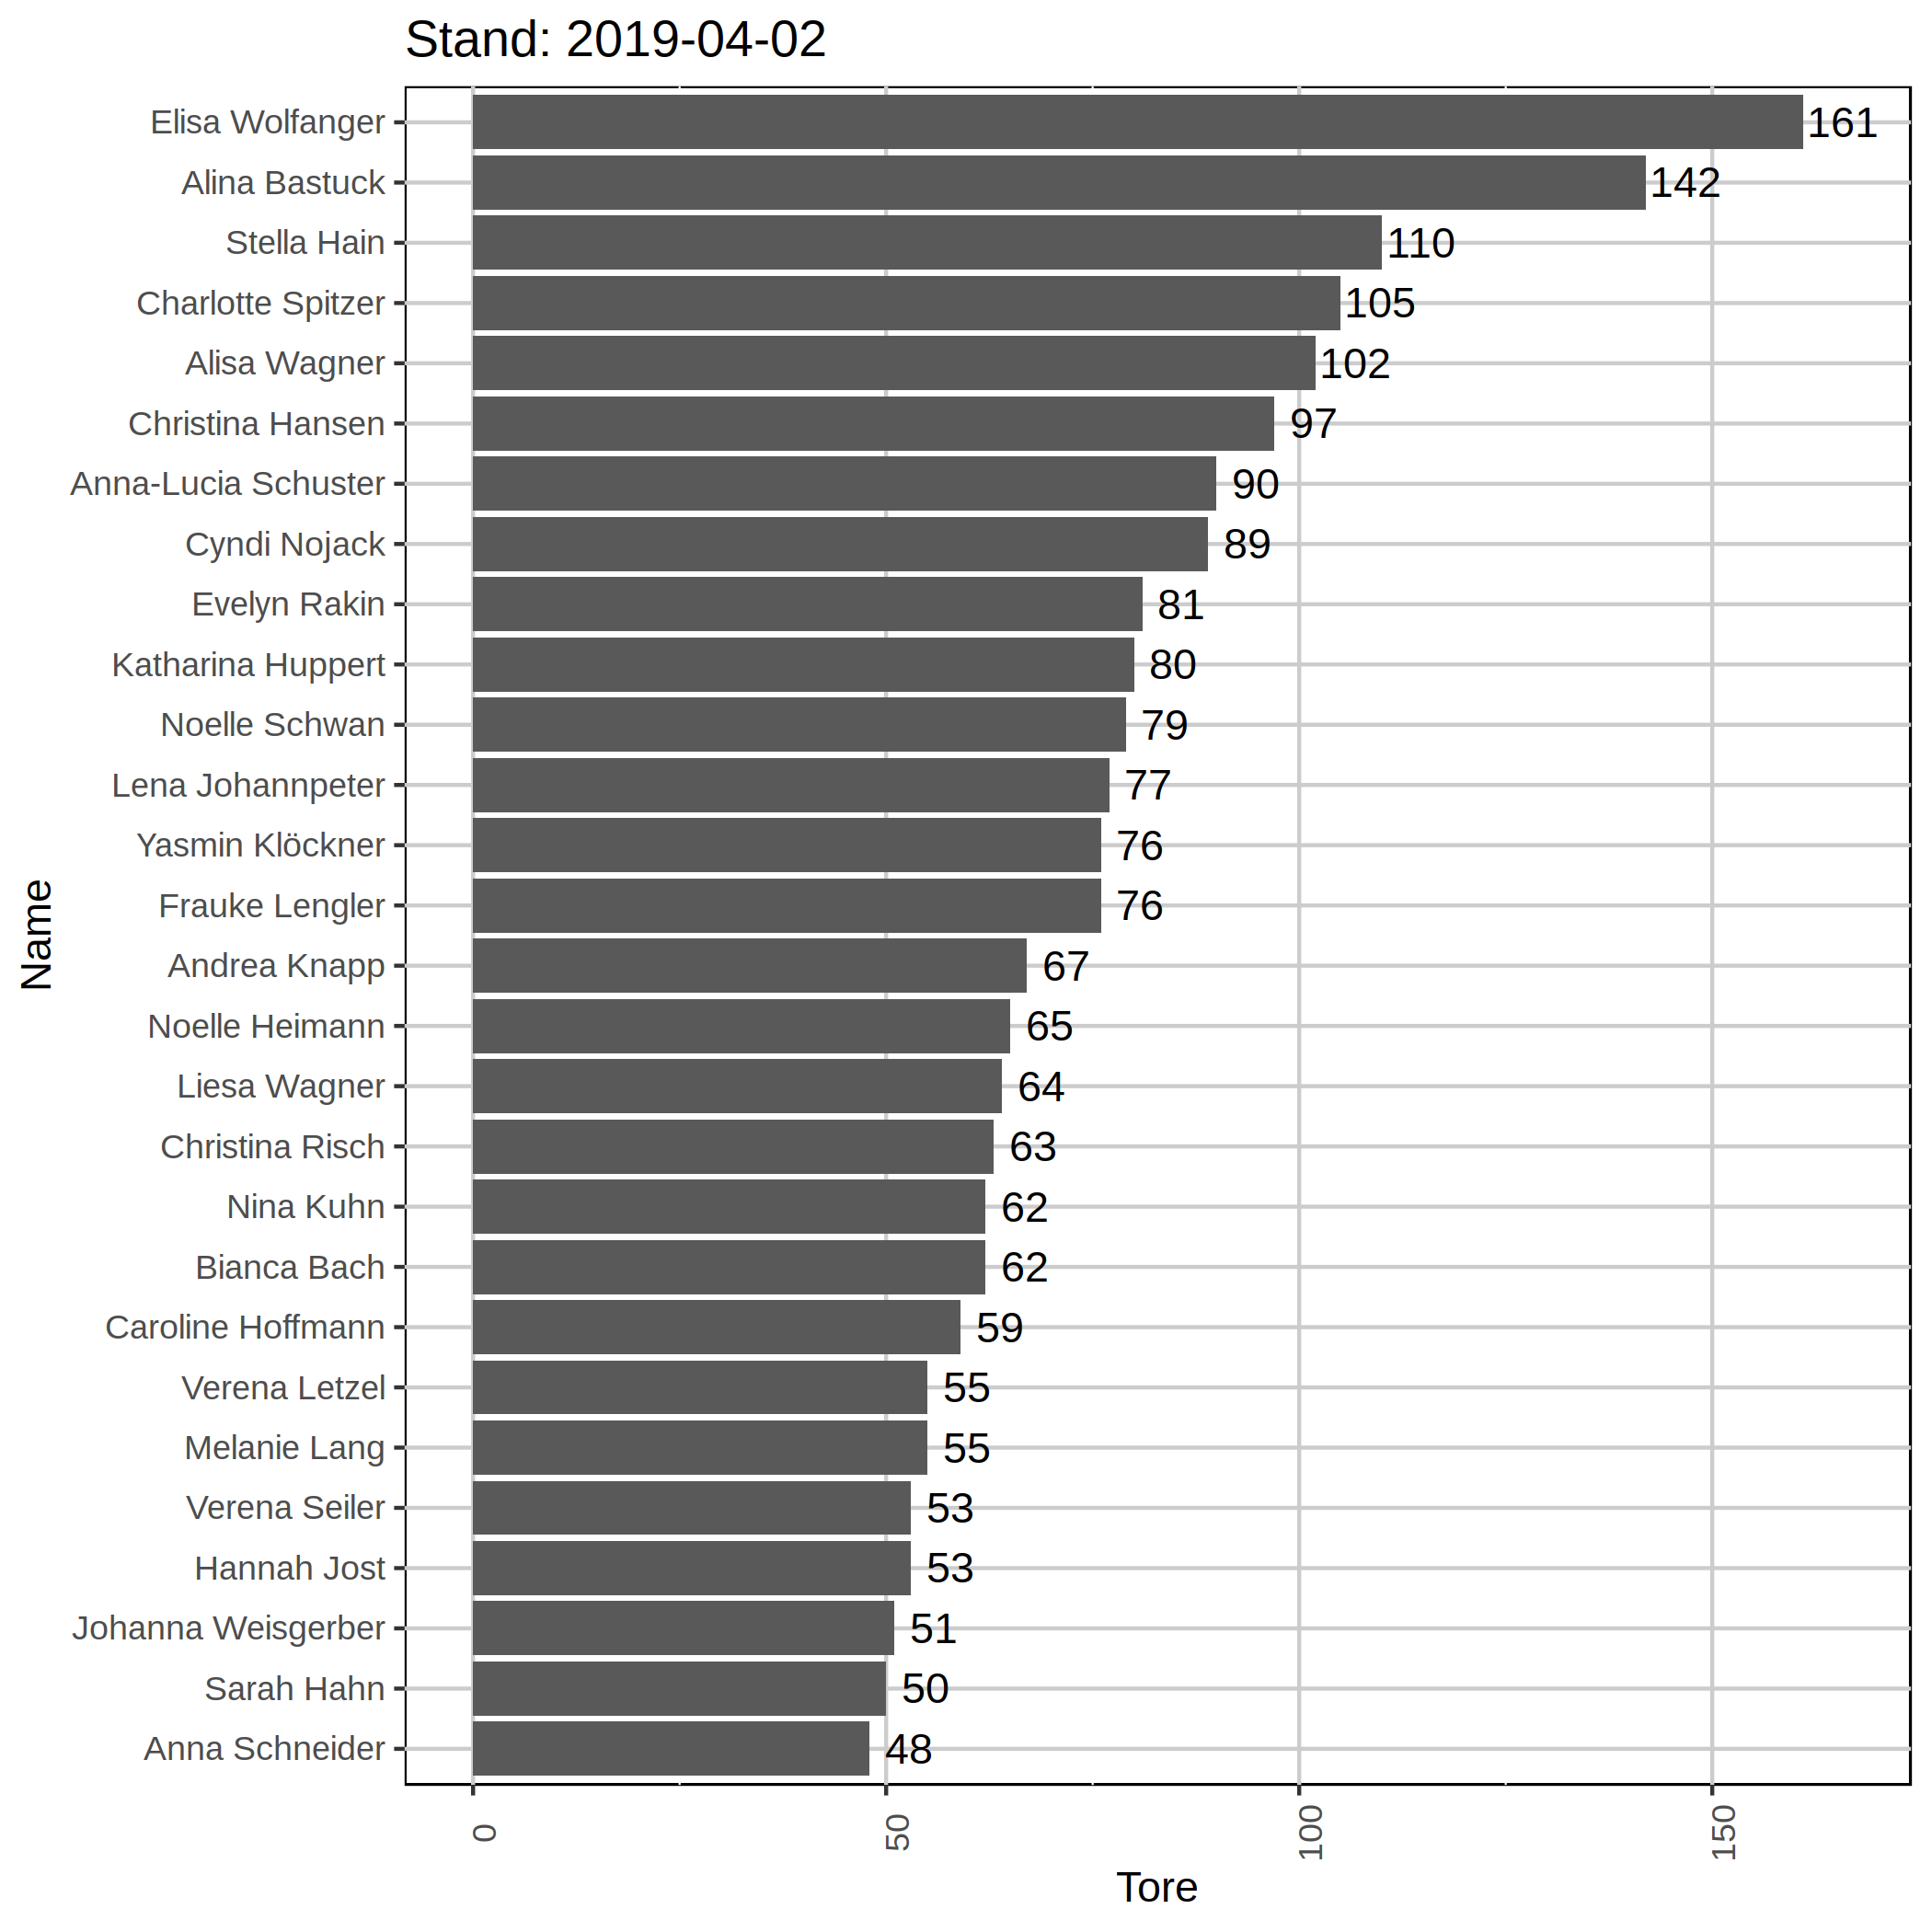 Stand: 2019-04-02
Elisa Wolfanger 161
Alina Bastuck 142
Stella Hain 110
Charlotte Spitzer 105
Alisa Wagner 102
Christina Hansen 97
Anna-Lucia Schuster 90
Cyndi Nojack 89
Evelyn Rakin 81
Katharina Huppert 80
Noelle Schwan 79
Lena Johannpeter 77
Yasmin Klöckner 76
Frauke Lengler 76
Andrea Knapp 67
Noelle Heimann 65
Liesa Wagner 64
Christina Risch 63
Nina Kuhn 62
Bianca Bach 62
Caroline Hoffmann 59
Verena Letzel 55
Melanie Lang 55
Verena Seiler 53
Hannah Jost 53
Johanna Weisgerber 51
Sarah Hahn 50
Anna Schneider 48
Name
0 50 100 150
Tore